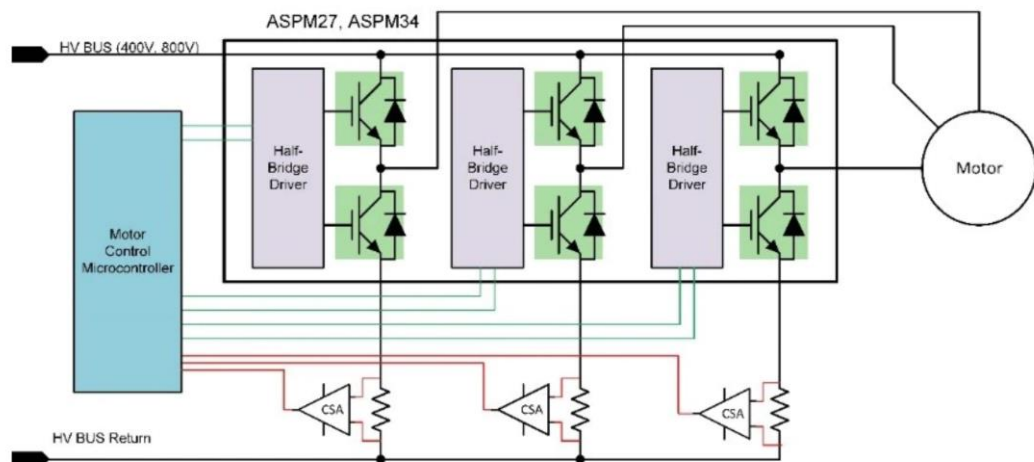 ASPM27, ASPM34
HV BUS (400V, 800V)
Half-
Bridge
Driver
Half-
Bridge
Driver
Half-
Bridge
Driver
Motor
Motor
Control
Microcontroller
CSA
CSA
CSA
HV BUS Return